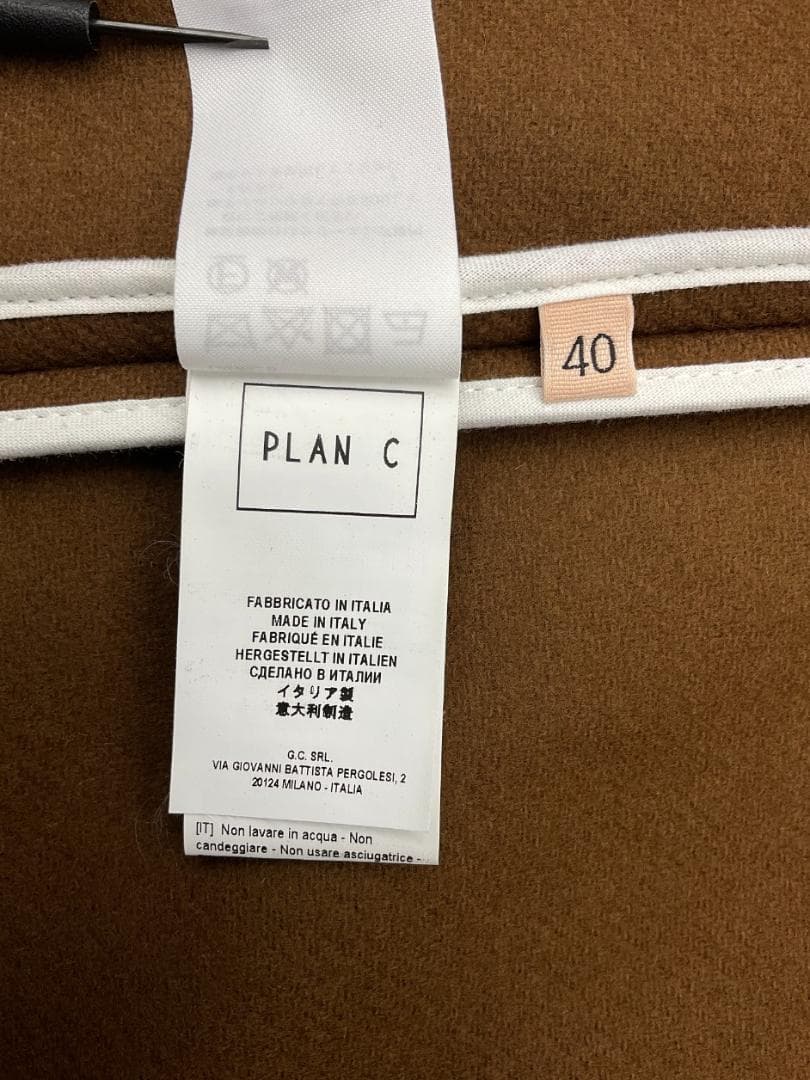 40
PLAN C
FABBRICATO IN ITALIA
MADE IN ITALY
FABRIQUÉ EN ITALIE
HERGESTELLT IN ITALIEN
СДЕЛАНО В ИТАЛИИ
イタリア製
意大利制造
G.C. SRL.
VIA GIOVANNI BATTISTA PERGOLESI, 2
20124 MILANO - ITALIA
[IT] Non lavare in acqua - Non
candeggiare - Non usare asciugatrice -